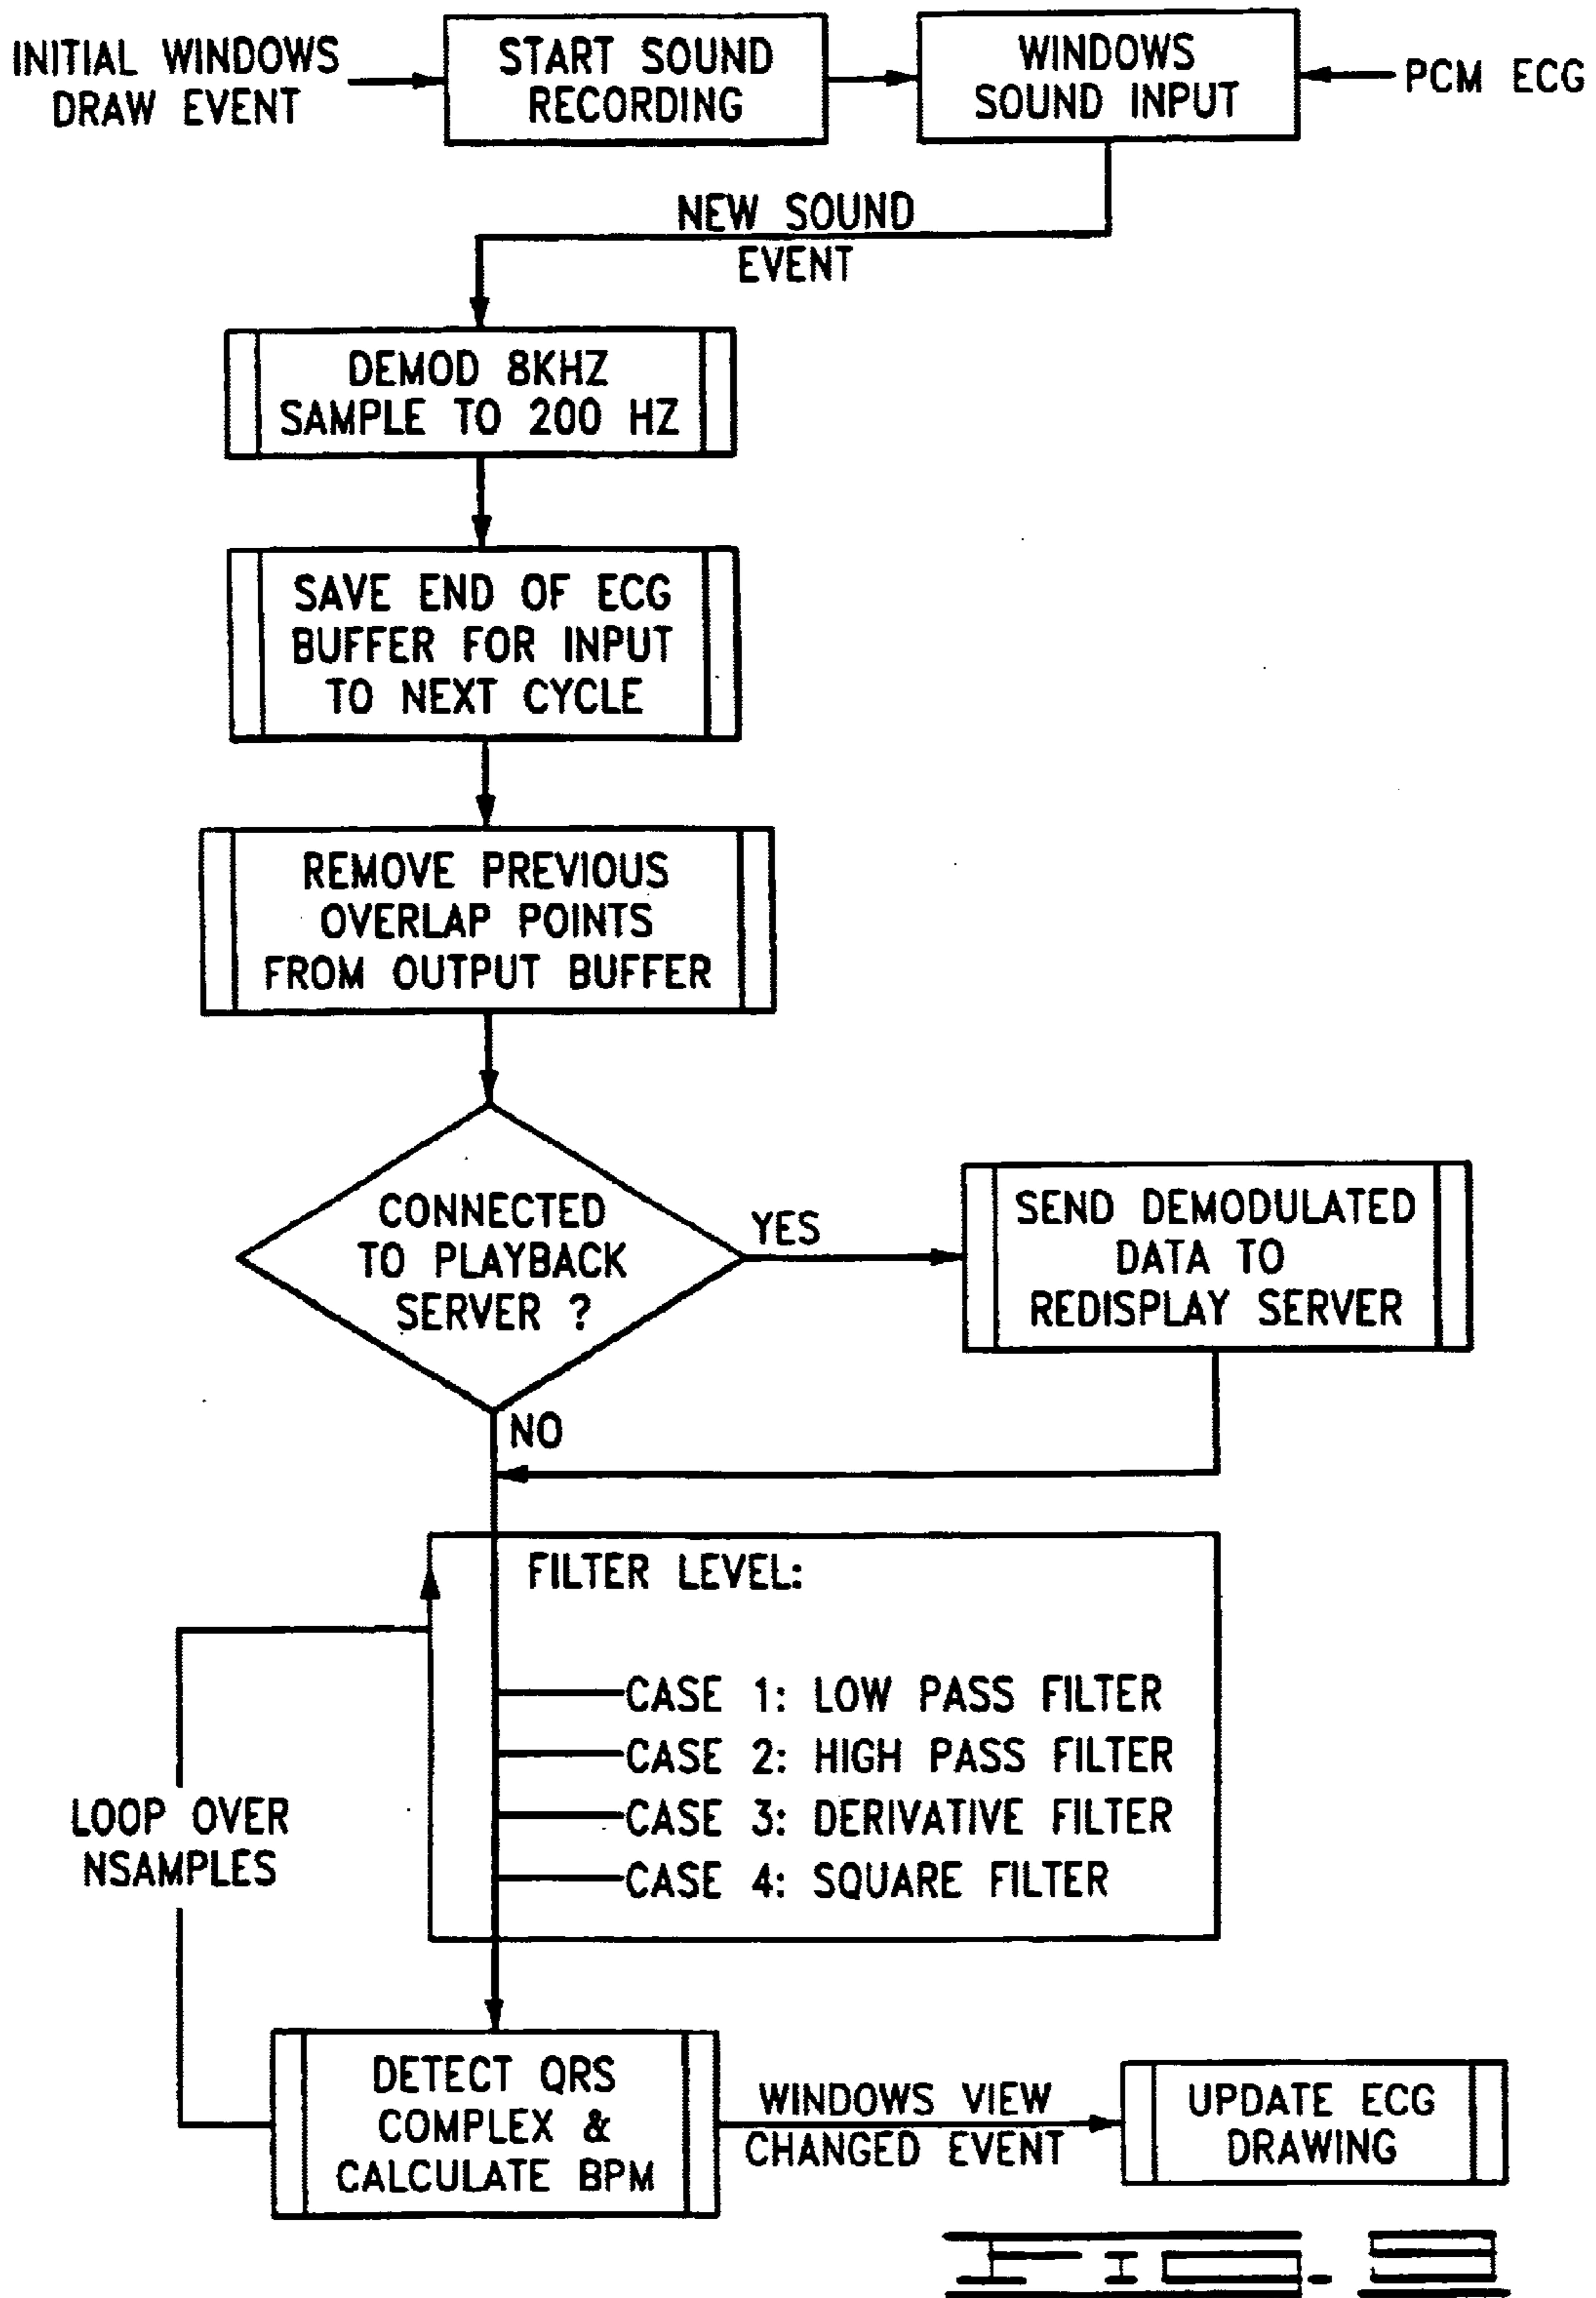 INITIAL WINDOWS
DRAW EVENT
START SOUND
RECORDING
WINDOWS
SOUND INPUT
PCM ECG
NEW SOUND
EVENT
DEMOD 8KHZ
SAMPLE TO 200 HZ
SAVE END OF ECG
BUFFER FOR INPUT
TO NEXT CYCLE
REMOVE PREVIOUS
OVERLAP POINTS
FROM OUTPUT BUFFER
CONNECTED
TO PLAYBACK
SERVER ?
YES
SEND DEMODULATED
DATA TO
REDISPLAY SERVER
NO
FILTER LEVEL:
CASE 1: LOW PASS FILTER
CASE 2: HIGH PASS FILTER
CASE 3: DERIVATIVE FILTER
CASE 4: SQUARE FILTER
LOOP OVER
NSAMPLES
DETECT QRS
COMPLEX &
CALCULATE BPM
WINDOWS VIEW
CHANGED EVENT
UPDATE ECG
DRAWING